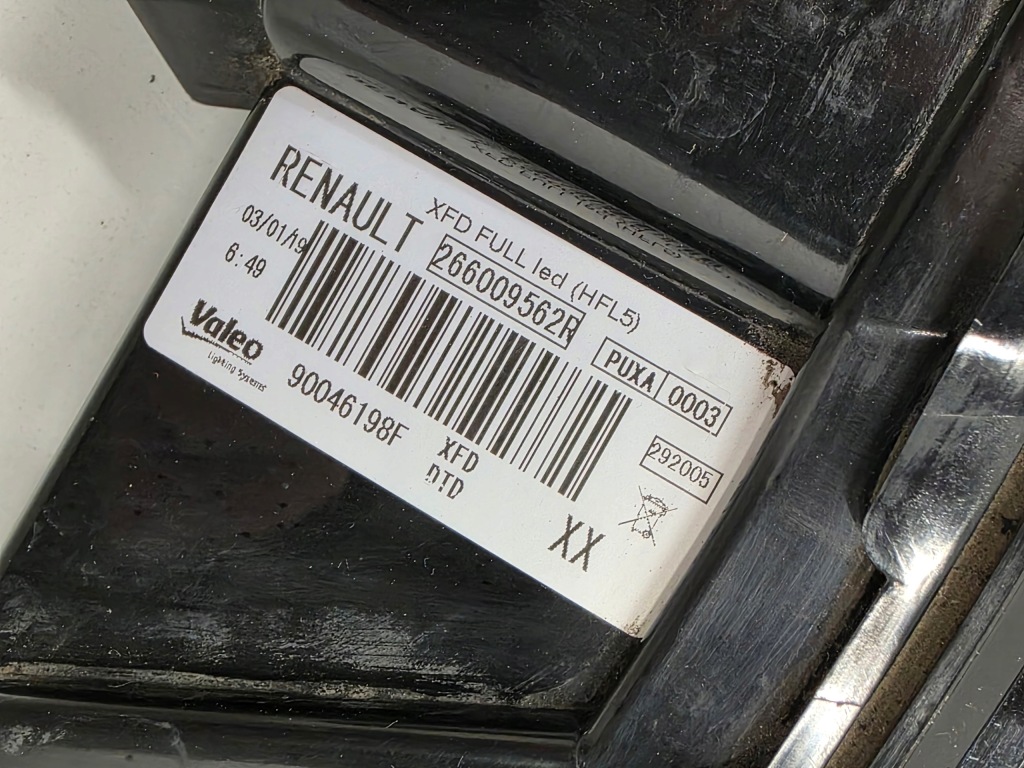 RENAULT
XFD FULL led (HFL5)
266009562R
03/01/19
6:49
PUXA 0003
Valeo
Lighting Systems
90046198F
XFD
DTD
292005
XX